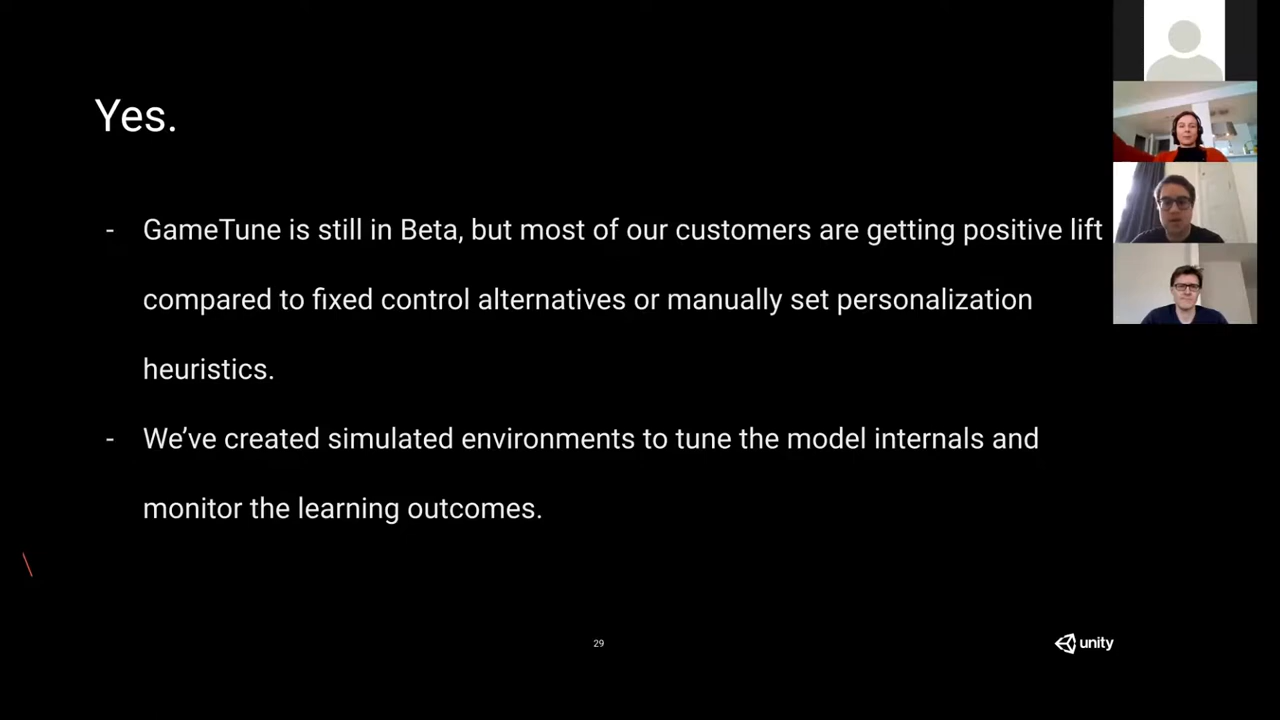 Yes.
- GameTune is still in Beta, but most of our customers are getting positive lift
compared to fixed control alternatives or manually set personalization
heuristics.
- We've created simulated environments to tune the model internals and
monitor the learning outcomes.
29
unity